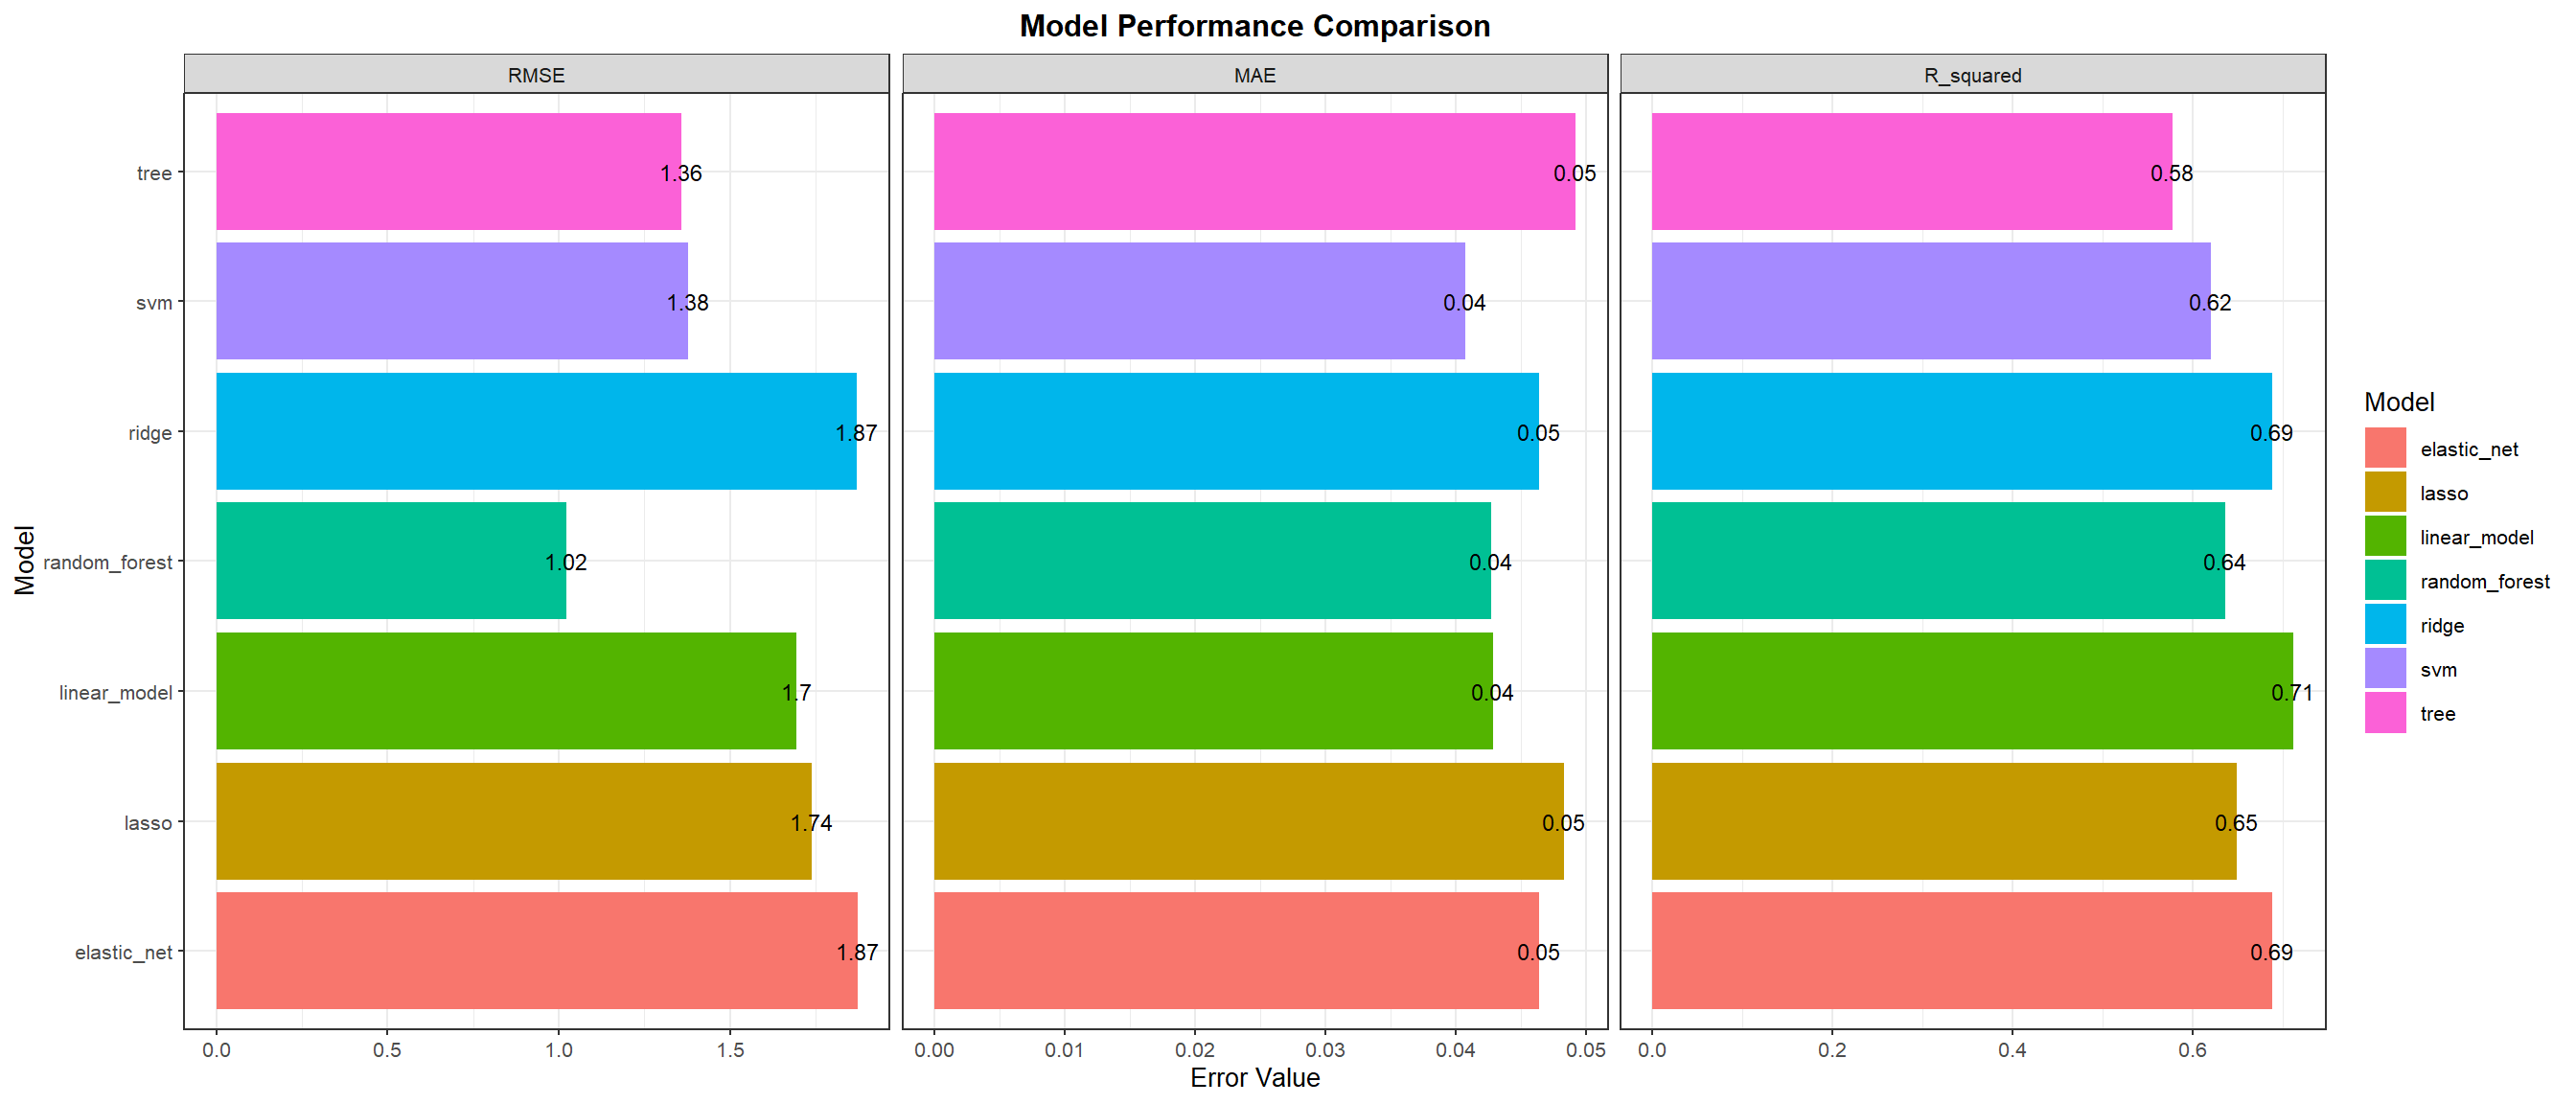 Model Performance Comparison
RMSE
MAE
R_squared
Model
tree
svm
ridge
random_forest
linear_model
lasso
elastic_net
1.36
1.38
1.87
1.02
1.7
1.74
1.87
0.05
0.04
0.05
0.04
0.04
0.05
0.05
0.58
0.62
0.69
0.64
0.71
0.65
0.69
0.0 0.5 1.0 1.5
0.00 0.01 0.02 0.03 0.04 0.05
0.0 0.2 0.4 0.6
Error Value
Model
elastic_net
lasso
linear_model
random_forest
ridge
svm
tree